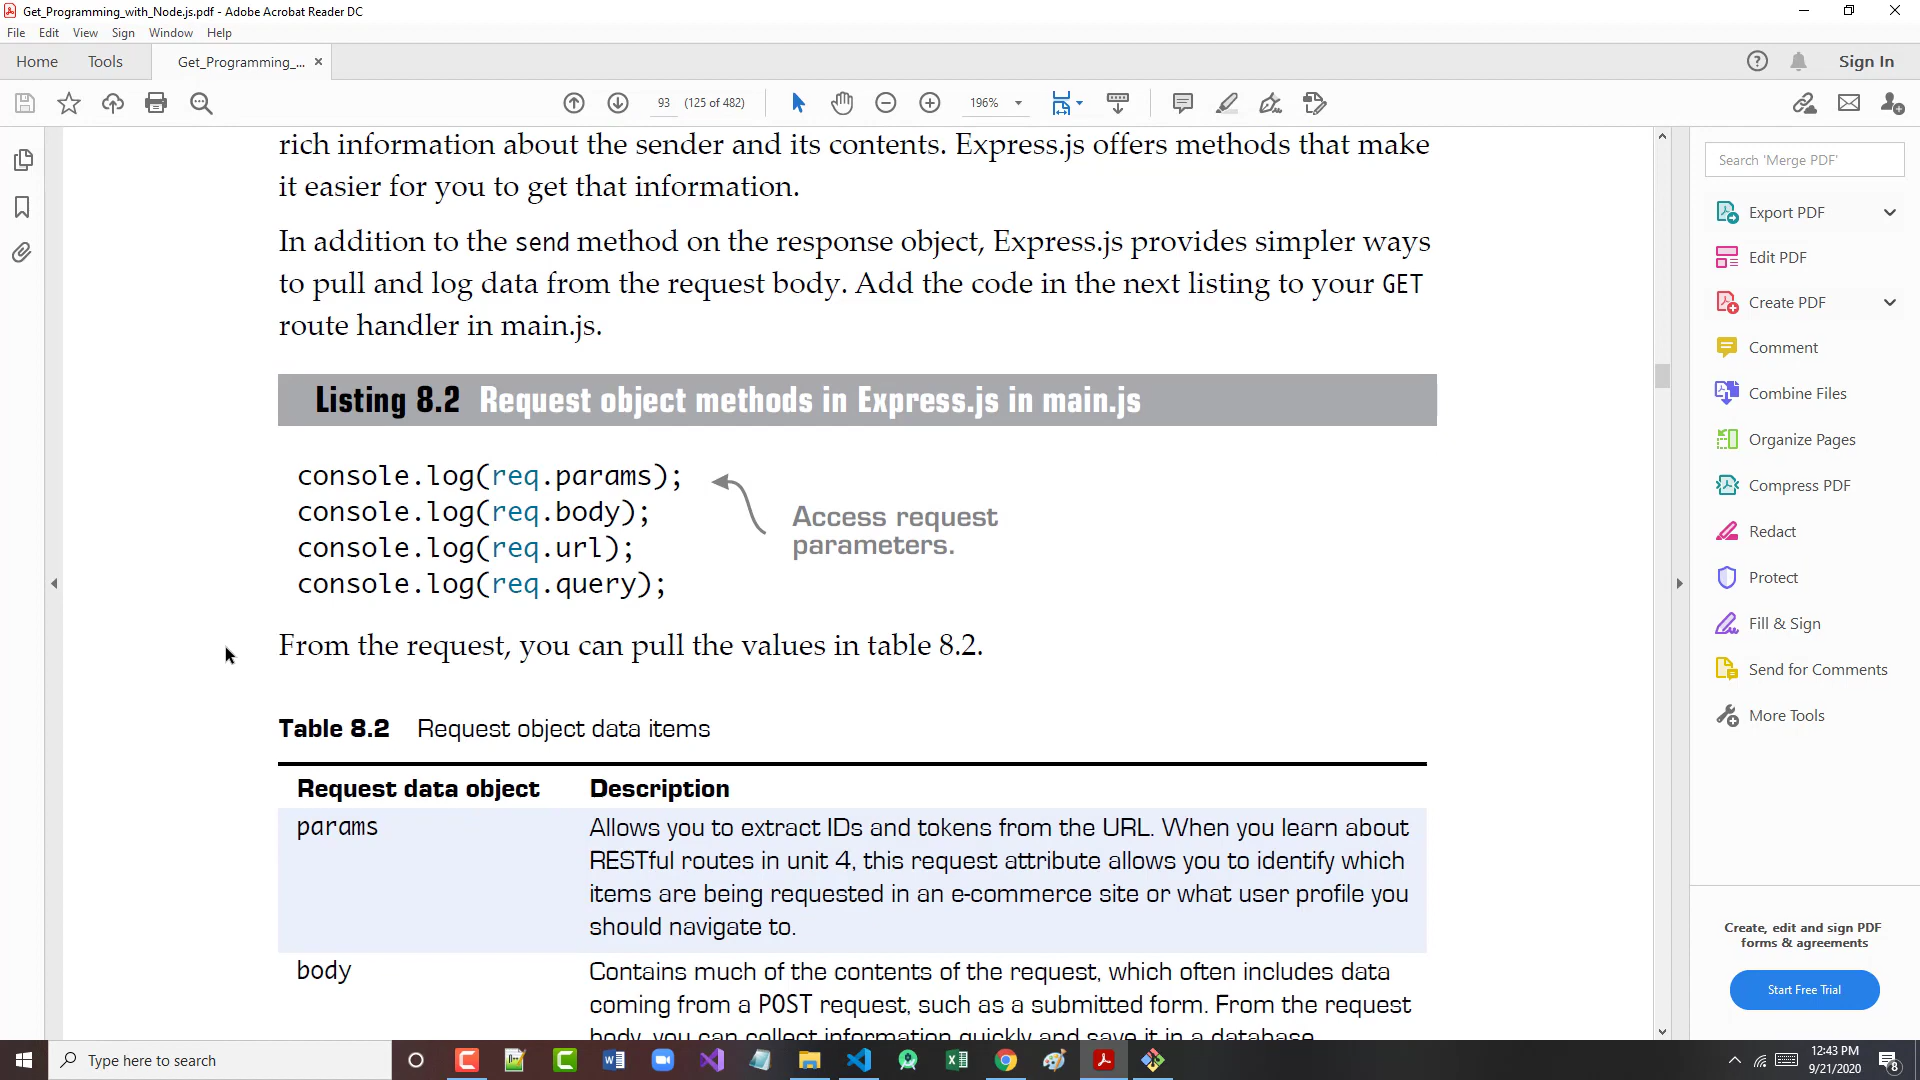 Get_Programming_with_Node.js.pdf - Adobe Acrobat Reader DC
File Edit View Sign Window Help
Home Tools Get_Programming_... × Sign In
93 (125 of 482) 196%
rich information about the sender and its contents. Express.js offers methods that make
it easier for you to get that information.
In addition to the send method on the response object, Express.js provides simpler ways
to pull and log data from the request body. Add the code in the next listing to your GET
route handler in main.js.
Listing 8.2 Request object methods in Express.js in main.js
console.log(req.params);
console.log(req.body);
console.log(req.url);
console.log(req.query);
Access request
parameters.
From the request, you can pull the values in table 8.2.
Table 8.2 Request object data items
Request data object Description
params Allows you to extract IDs and tokens from the URL. When you learn about
RESTful routes in unit 4, this request attribute allows you to identify which
items are being requested in an e-commerce site or what user profile you
should navigate to.
body Contains much of the contents of the request, which often includes data
coming from a POST request, such as a submitted form. From the request
body, you can collect information quickly and save it in a database.
Search 'Merge PDF'
Export PDF
Edit PDF
Create PDF
Comment
Combine Files
Organize Pages
Compress PDF
Redact
Protect
Fill & Sign
Send for Comments
More Tools
Create, edit and sign PDF
forms & agreements
Start Free Trial
Type here to search
12:43 PM
9/21/2020
8